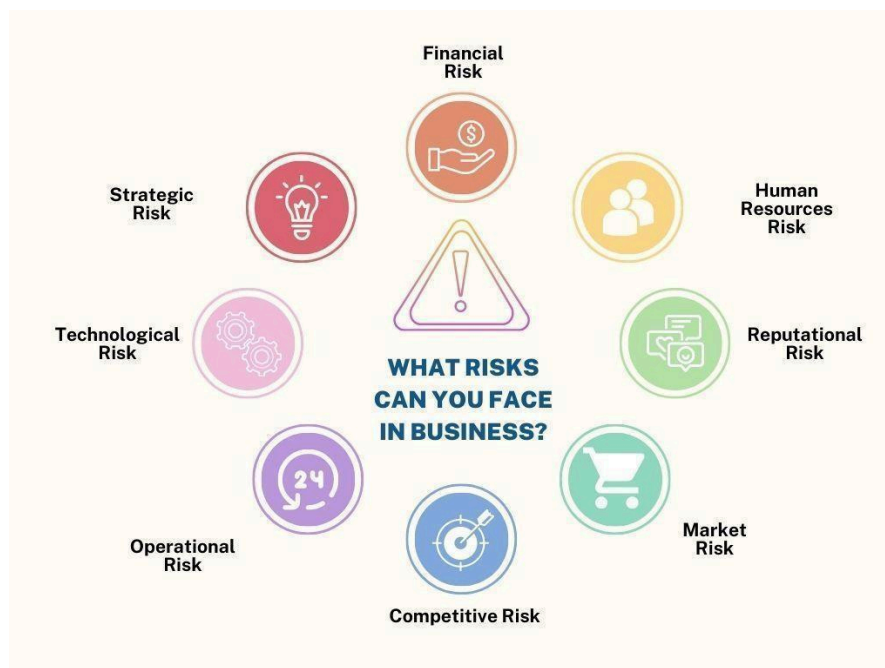 Financial
Risk
Strategic
Risk
Human
Resources
Risk
$
Technological
Risk
Reputational
Risk
WHAT RISKS
CAN YOU FACE
IN BUSINESS?
24
Operational
Risk
Market
Risk
Competitive Risk